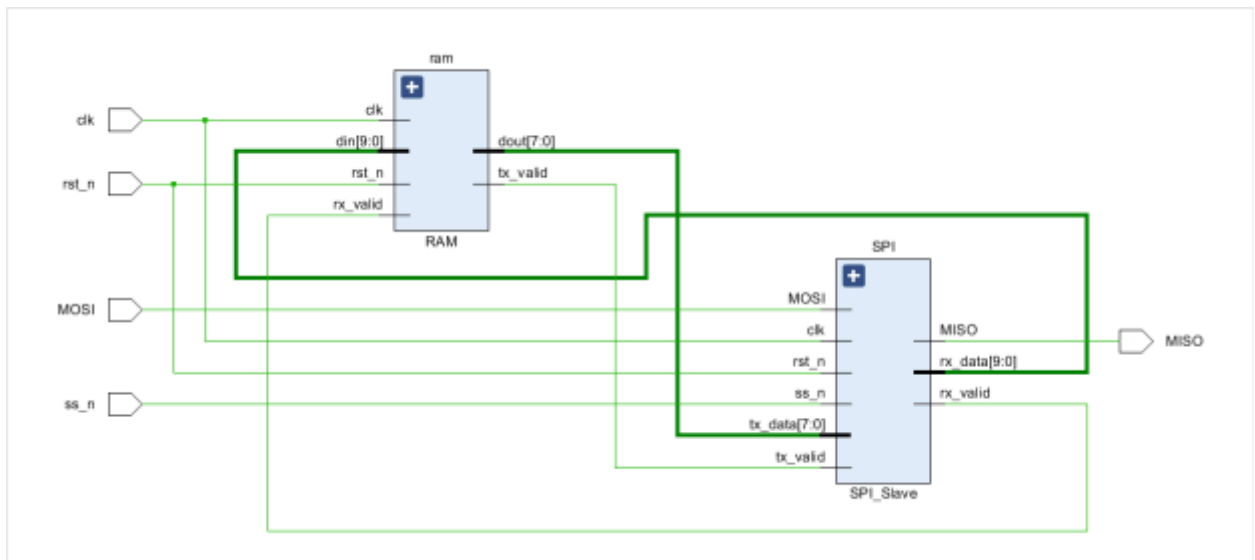 ram
clk
clk
din[9:0]
dout[7:0]
rst_n
rst_n
tx_valid
rx_valid
RAM
SPI
MOSI
MOSI
clk
MISO
MISO
rst_n
rx_data[9:0]
ss_n
ss_n
rx_valid
tx_data[7:0]
tx_valid
SPI_Slave